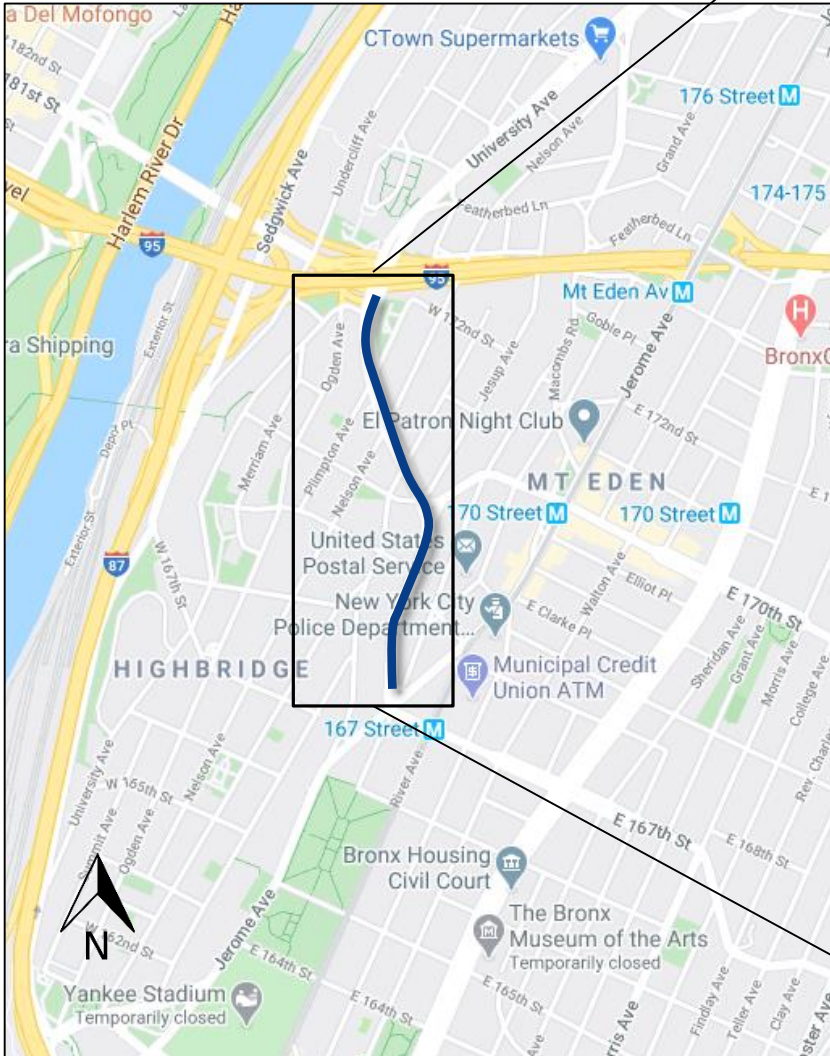 a Del Mofongo
182nd St
181st St
Harlem River Dr
CTown Supermarkets
176 Street M
University Ave
Undercliff Ave
Nelson Ave
Grand Ave
Sedgwick Ave
174-175
Featherbed Ln
Featherbed Ln
95
95
Mt Eden Av M
W 172nd St
Goble Pl
H
Exterior St
ra Shipping
Ogden Ave
Jesup Ave
Macombs Rd
Jerome Ave
El Patron Night Club
E 172nd St
Depot Pl
Merriam Ave
Plimpton Ave
Nelson Ave
MT EDEN
170 Street M
170 Street M
Exterior St
87
W 167th St
United States
Postal Service
Walton Ave
Elliot Pl
E 170th St
New York City
Police Department...
E Clarke Pl
HIGHBRIDGE
Municipal Credit
Union ATM
Sheridan Ave
Grant Ave
Morris Ave
College Ave
167 Street M
University Ave
Nelson Ave
W 165th St
River Ave
Summit Ave
Ogden Ave
E 167th St
E 168th St
Bronx Housing
Civil Court
N
W 162nd St
Jerome Ave
The Bronx
Museum of the Arts
Temporarily closed
E 164th St
E 164th St
E 165th St
Yankee Stadium
Temporarily closed
Findlay Ave
Teller Ave
Clay Ave